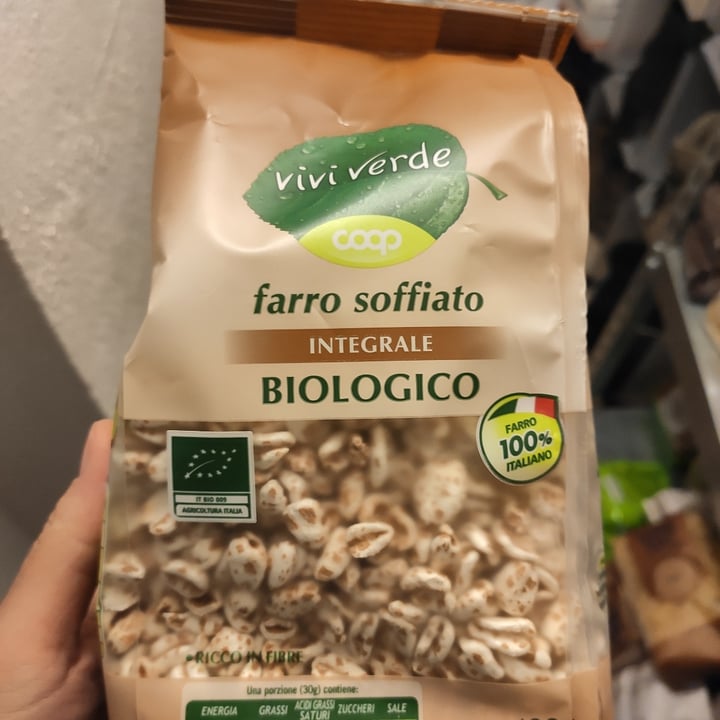 vivi verde
coop
farro soffiato
INTEGRALE
BIOLOGICO
FARRO
100%
ITALIANO
IT BIO 009
AGRICOLTURA ITALIA
•RICCO IN FIBRE
Una porzione (30g) contiene:
ENERGIA GRASSI ACIDI GRASSI SATURI ZUCCHERI SALE